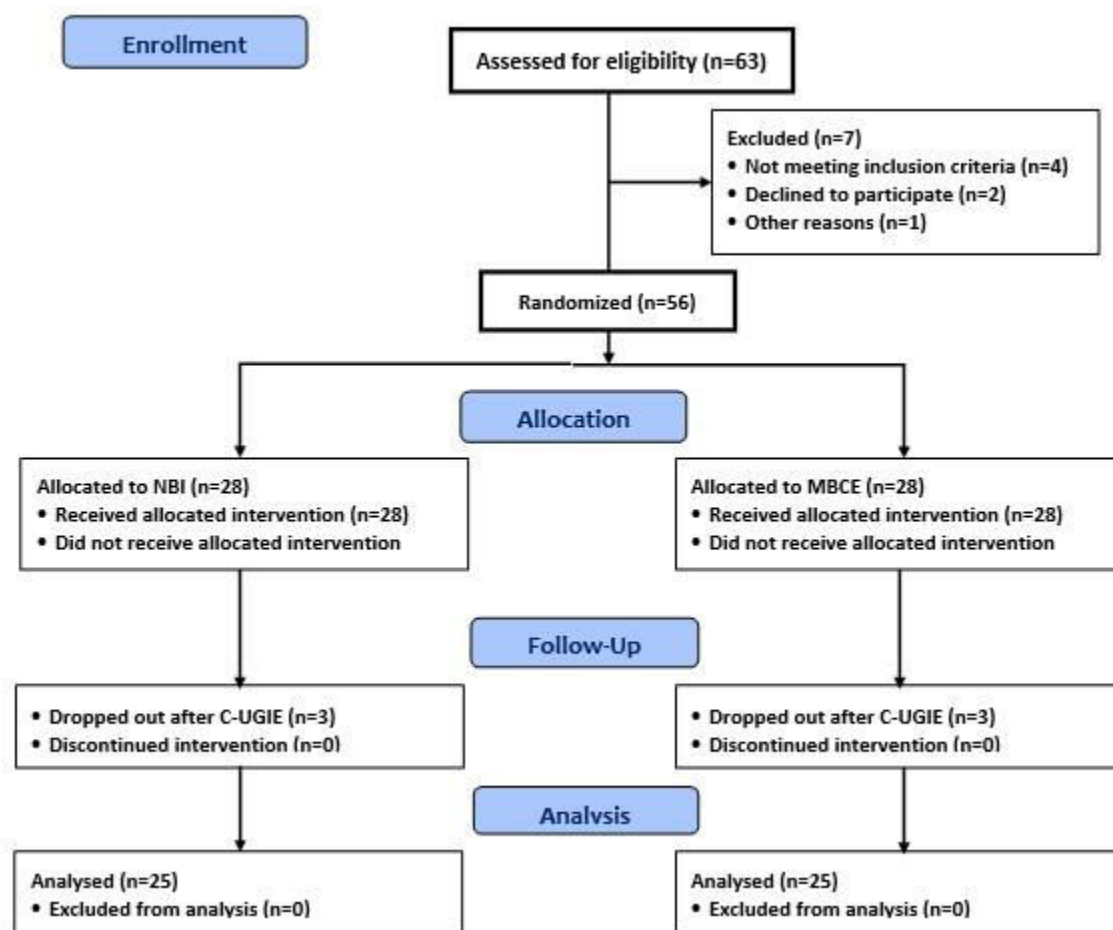 Enrollment
Assessed for eligibility (n=63)
Excluded (n=7)
• Not meeting inclusion criteria (n=4)
• Declined to participate (n=2)
• Other reasons (n=1)
Randomized (n=56)
Allocation
Allocated to NBI (n=28)
• Received allocated intervention (n=28)
• Did not receive allocated intervention
Allocated to MBCE (n=28)
• Received allocated intervention (n=28)
• Did not receive allocated intervention
Follow-Up
• Dropped out after C-UGIE (n=3)
• Discontinued intervention (n=0)
• Dropped out after C-UGIE (n=3)
• Discontinued intervention (n=0)
Analysis
Analysed (n=25)
• Excluded from analysis (n=0)
Analysed (n=25)
• Excluded from analysis (n=0)